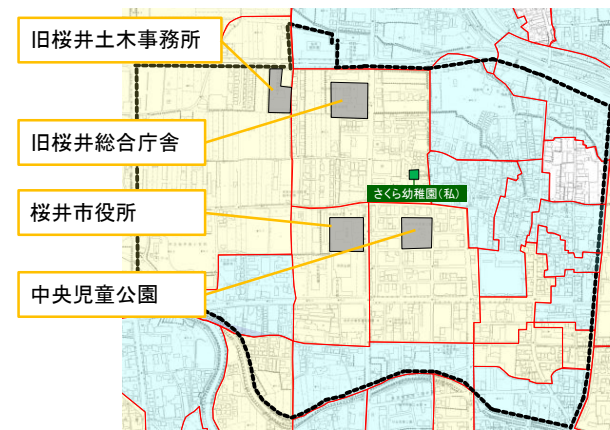 旧桜井土木事務所
旧桜井総合庁舎
さくら幼稚園(私)
桜井市役所
中央児童公園